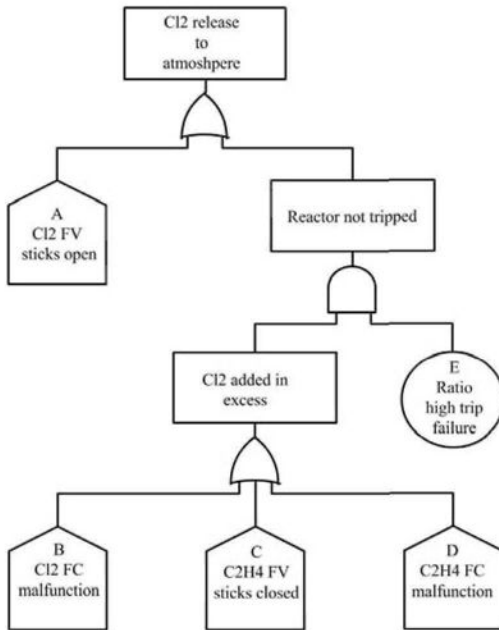 Cl2 release
to
atmoshpere
A
Cl2 FV
sticks open
Reactor not tripped
Cl2 added in
excess
E
Ratio
high trip
failure
B
Cl2 FC
malfunction
C
C2H4 FV
sticks closed
D
C2H4 FC
malfunction